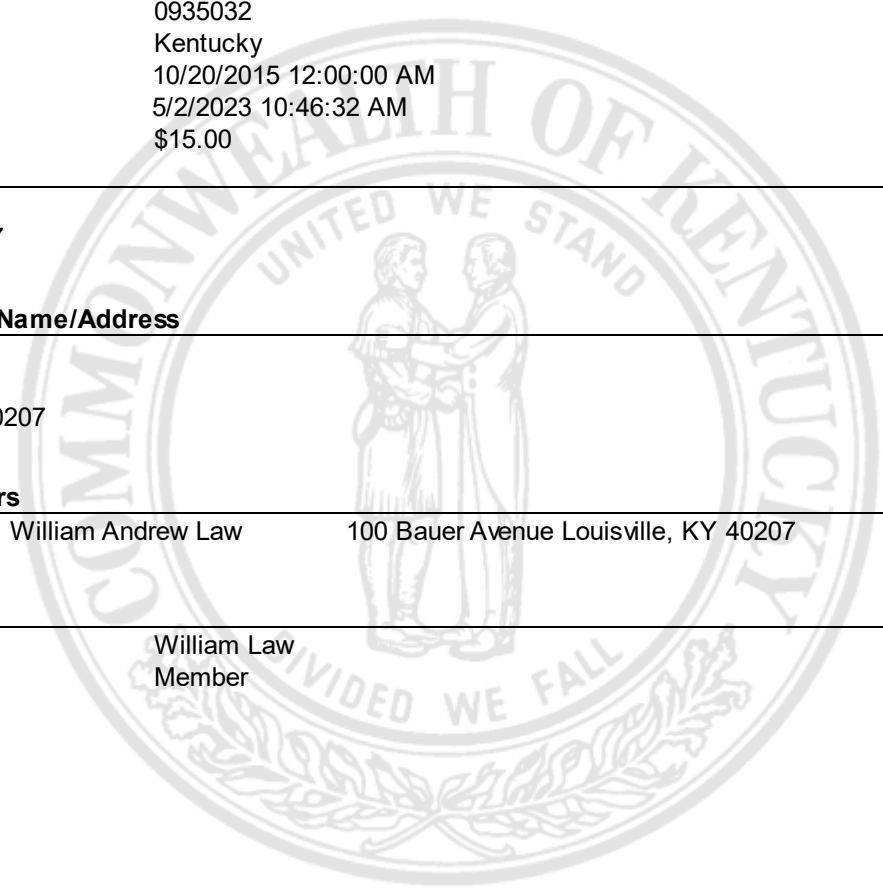 0935032
Kentucky
10/20/2015 12:00:00 AM
5/2/2023 10:46:32 AM
$15.00
Name/Address
0207
rs
William Andrew Law 100 Bauer Avenue Louisville, KY 40207
William Law
Member
COMMONWEALTH OF KENTUCKY
UNITED WE STAND
DIVIDED WE FALL